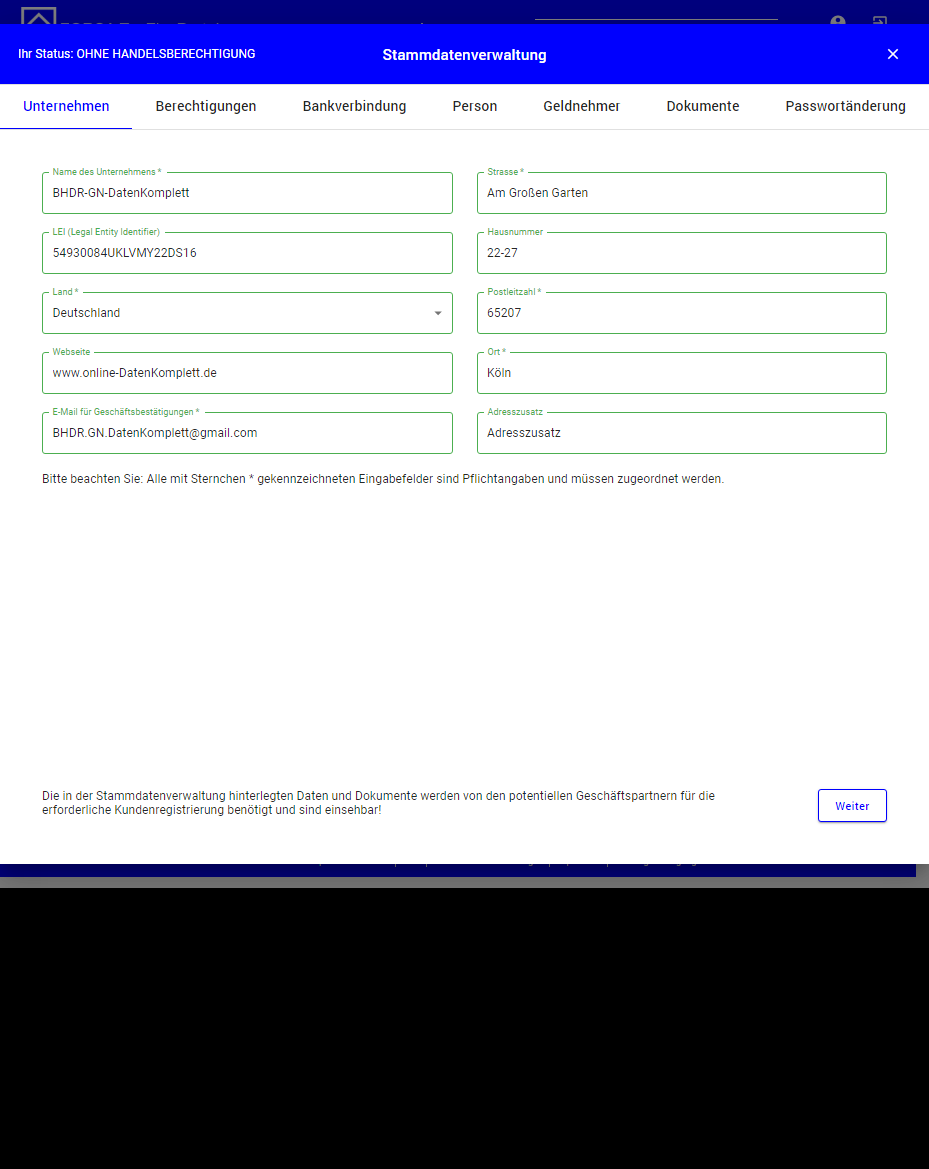 Ihr Status: OHNE HANDELSBERECHTIGUNG
Stammdatenverwaltung
Unternehmen Berechtigungen Bankverbindung Person Geldnehmer Dokumente Passwortänderung
Name des Unternehmens *
BHDR-GN-DatenKomplett
Strasse *
Am Großen Garten
LEI (Legal Entity Identifier)
54930084UKLVMY22DS16
Hausnummer
22-27
Land *
Deutschland
Postleitzahl *
65207
Webseite
www.online-DatenKomplett.de
Ort *
Köln
E-Mail für Geschäftsbestätigungen *
BHDR.GN.DatenKomplett@gmail.com
Adresszusatz
Adresszusatz
Bitte beachten Sie: Alle mit Sternchen * gekennzeichneten Eingabefelder sind Pflichtangaben und müssen zugeordnet werden.
Die in der Stammdatenverwaltung hinterlegten Daten und Dokumente werden von den potentiellen Geschäftspartnern für die
erforderliche Kundenregistrierung benötigt und sind einsehbar!
Weiter